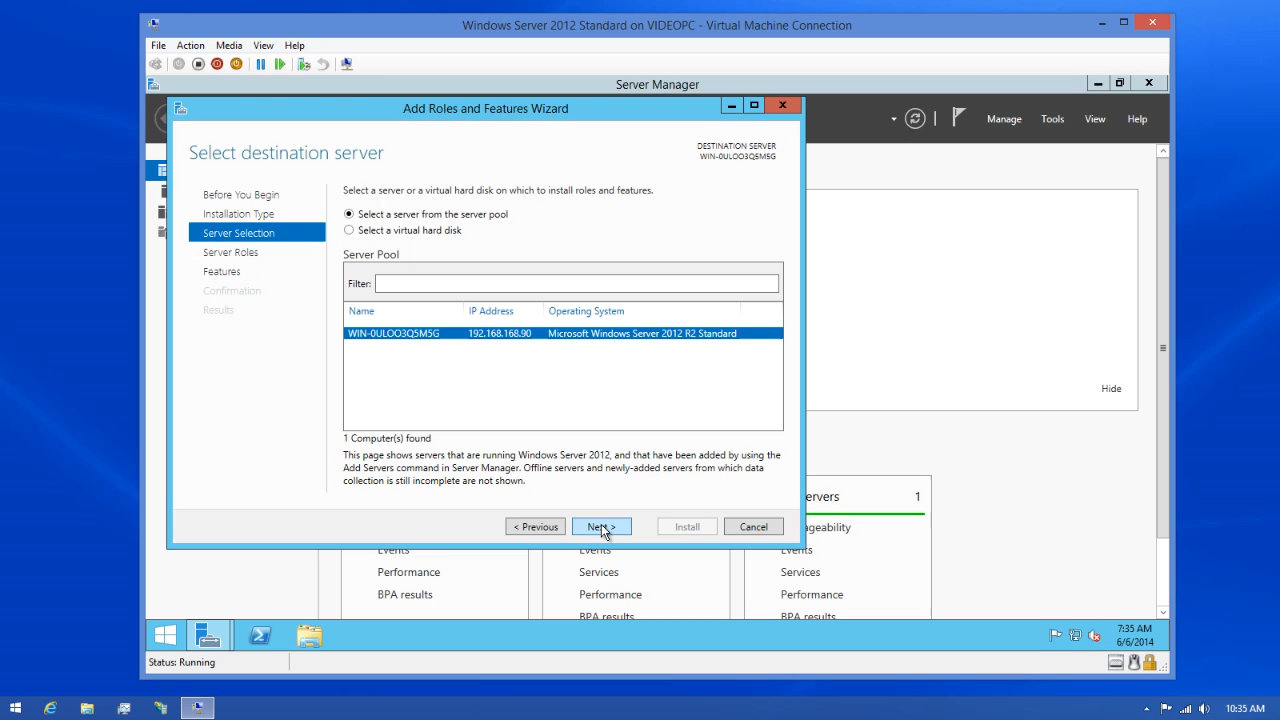 Windows Server 2012 Standard on VIDEOPC - Virtual Machine Connection
File Action Media View Help
Server Manager
Add Roles and Features Wizard
Manage Tools View Help
Select destination server
DESTINATION SERVER
WIN-0ULOO3Q5M5G
Before You Begin
Installation Type
Server Selection
Server Roles
Features
Confirmation
Results
Select a server or a virtual hard disk on which to install roles and features.
Select a server from the server pool
Select a virtual hard disk
Server Pool
Filter:
Name IP Address Operating System
WIN-0ULOO3Q5M5G 192.168.168.90 Microsoft Windows Server 2012 R2 Standard
1 Computer(s) found
This page shows servers that are running Windows Server 2012, and that have been added by using the
Add Servers command in Server Manager. Offline servers and newly-added servers from which data
collection is still incomplete are not shown.
< Previous Next > Install Cancel
Hide
ervers 1
ageability
Events Events Events
Performance Services Services
BPA results Performance Performance
BPA results BPA results
7:35 AM
6/6/2014
Status: Running
10:35 AM